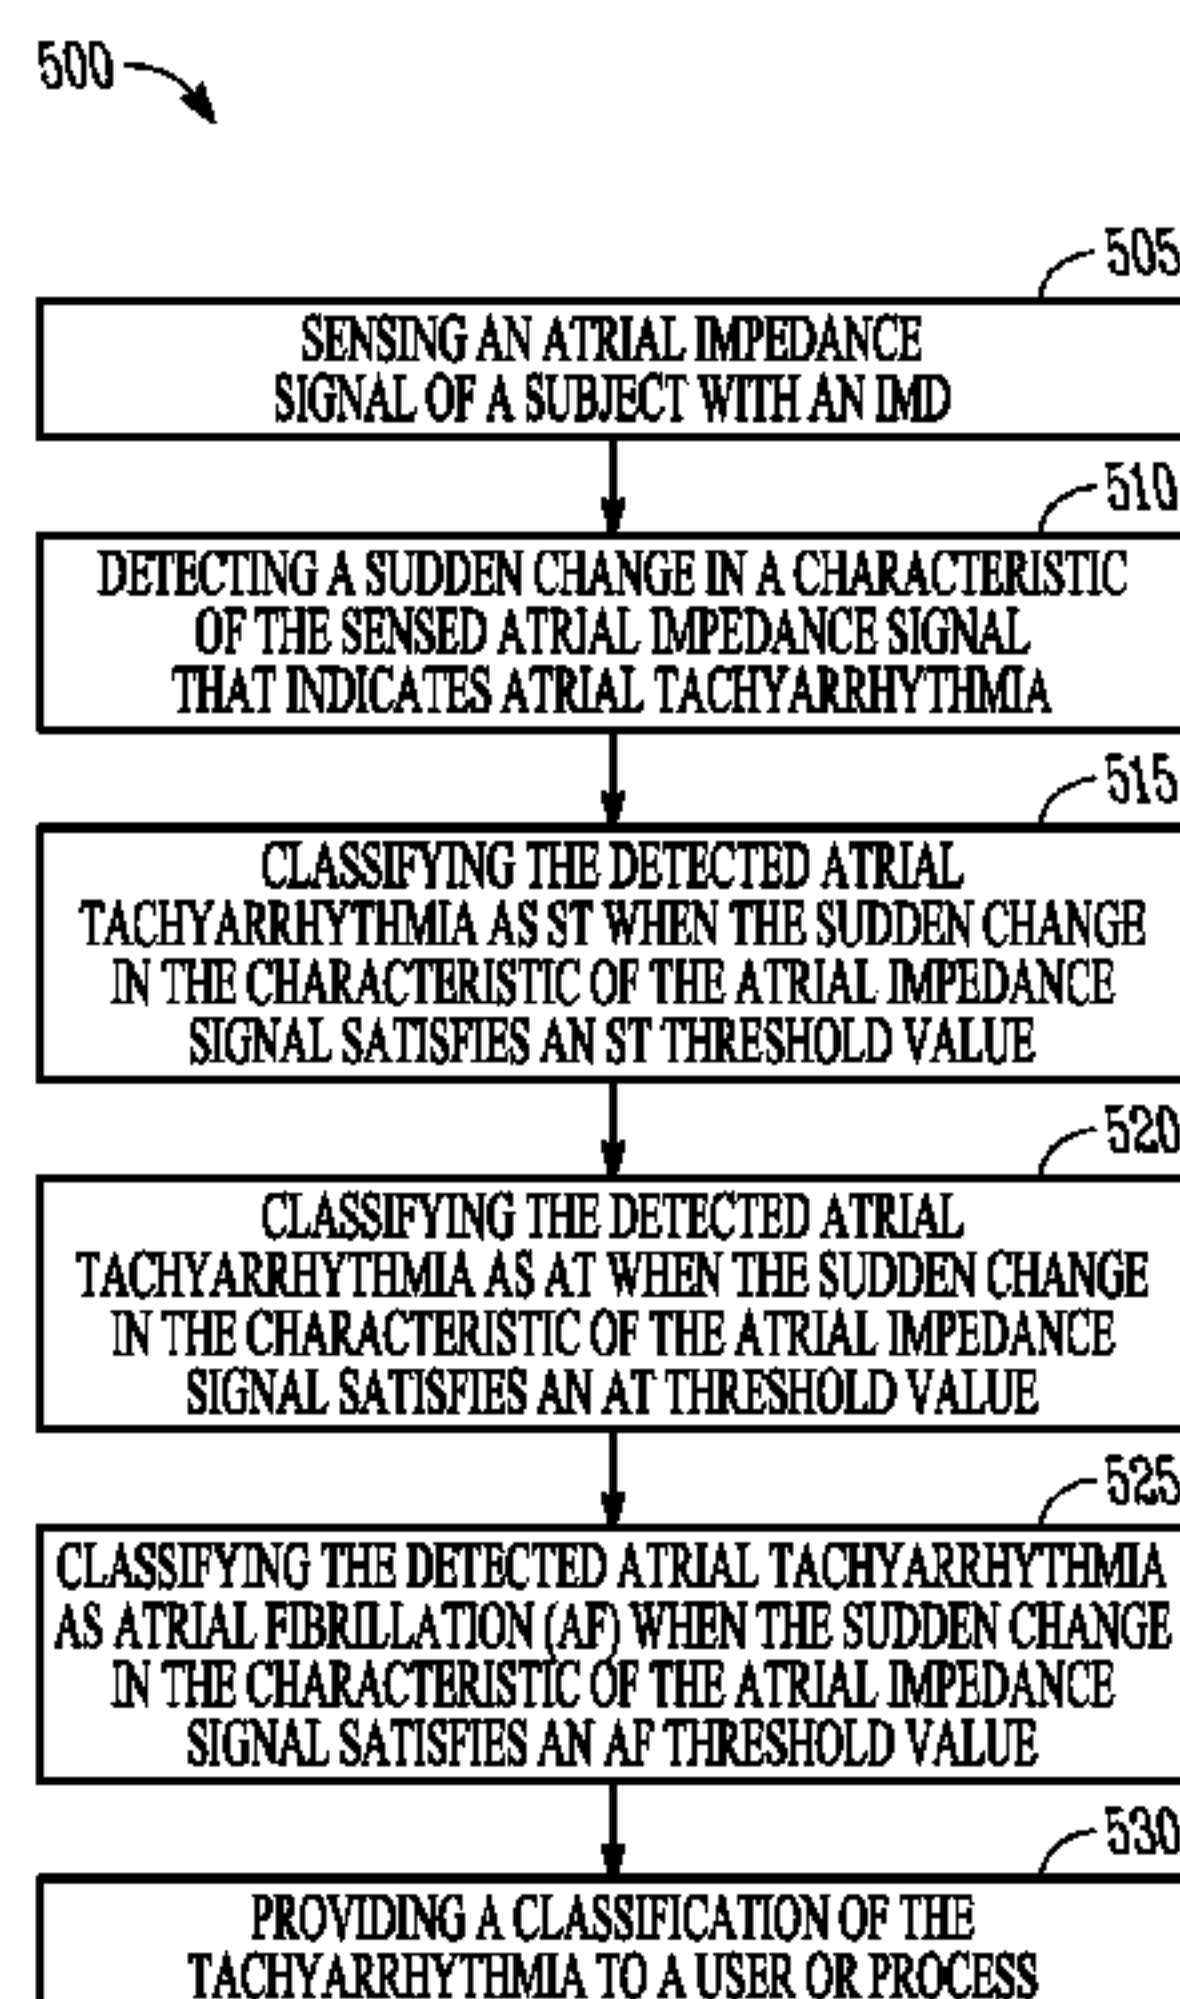 500
505
SENSING AN ATRIAL IMPEDANCE
SIGNAL OF A SUBJECT WITH AN IMD
510
DETECTING A SUDDEN CHANGE IN A CHARACTERISTIC
OF THE SENSED ATRIAL IMPEDANCE SIGNAL
THAT INDICATES ATRIAL TACHYARRHYTHMIA
515
CLASSIFYING THE DETECTED ATRIAL
TACHYARRHYTHMIA AS ST WHEN THE SUDDEN CHANGE
IN THE CHARACTERISTIC OF THE ATRIAL IMPEDANCE
SIGNAL SATISFIES AN ST THRESHOLD VALUE
520
CLASSIFYING THE DETECTED ATRIAL
TACHYARRHYTHMIA AS AT WHEN THE SUDDEN CHANGE
IN THE CHARACTERISTIC OF THE ATRIAL IMPEDANCE
SIGNAL SATISFIES AN AT THRESHOLD VALUE
525
CLASSIFYING THE DETECTED ATRIAL TACHYARRHYTHMIA
AS ATRIAL FIBRILLATION (AF) WHEN THE SUDDEN CHANGE
IN THE CHARACTERISTIC OF THE ATRIAL IMPEDANCE
SIGNAL SATISFIES AN AF THRESHOLD VALUE
530
PROVIDING A CLASSIFICATION OF THE
TACHYARRHYTHMIA TO A USER OR PROCESS